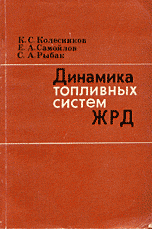 К. С. Колесников
Е. А. Самойлов
С. А. Рыбак
Динамика
топливных
систем
ЖРД